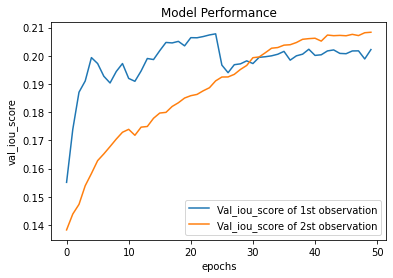 Model Performance
val_iou_score
0.21
0.20
0.19
0.18
0.17
0.16
0.15
0.14
Val_iou_score of 1st observation
Val_iou_score of 2st observation
0 10 20 30 40 50
epochs